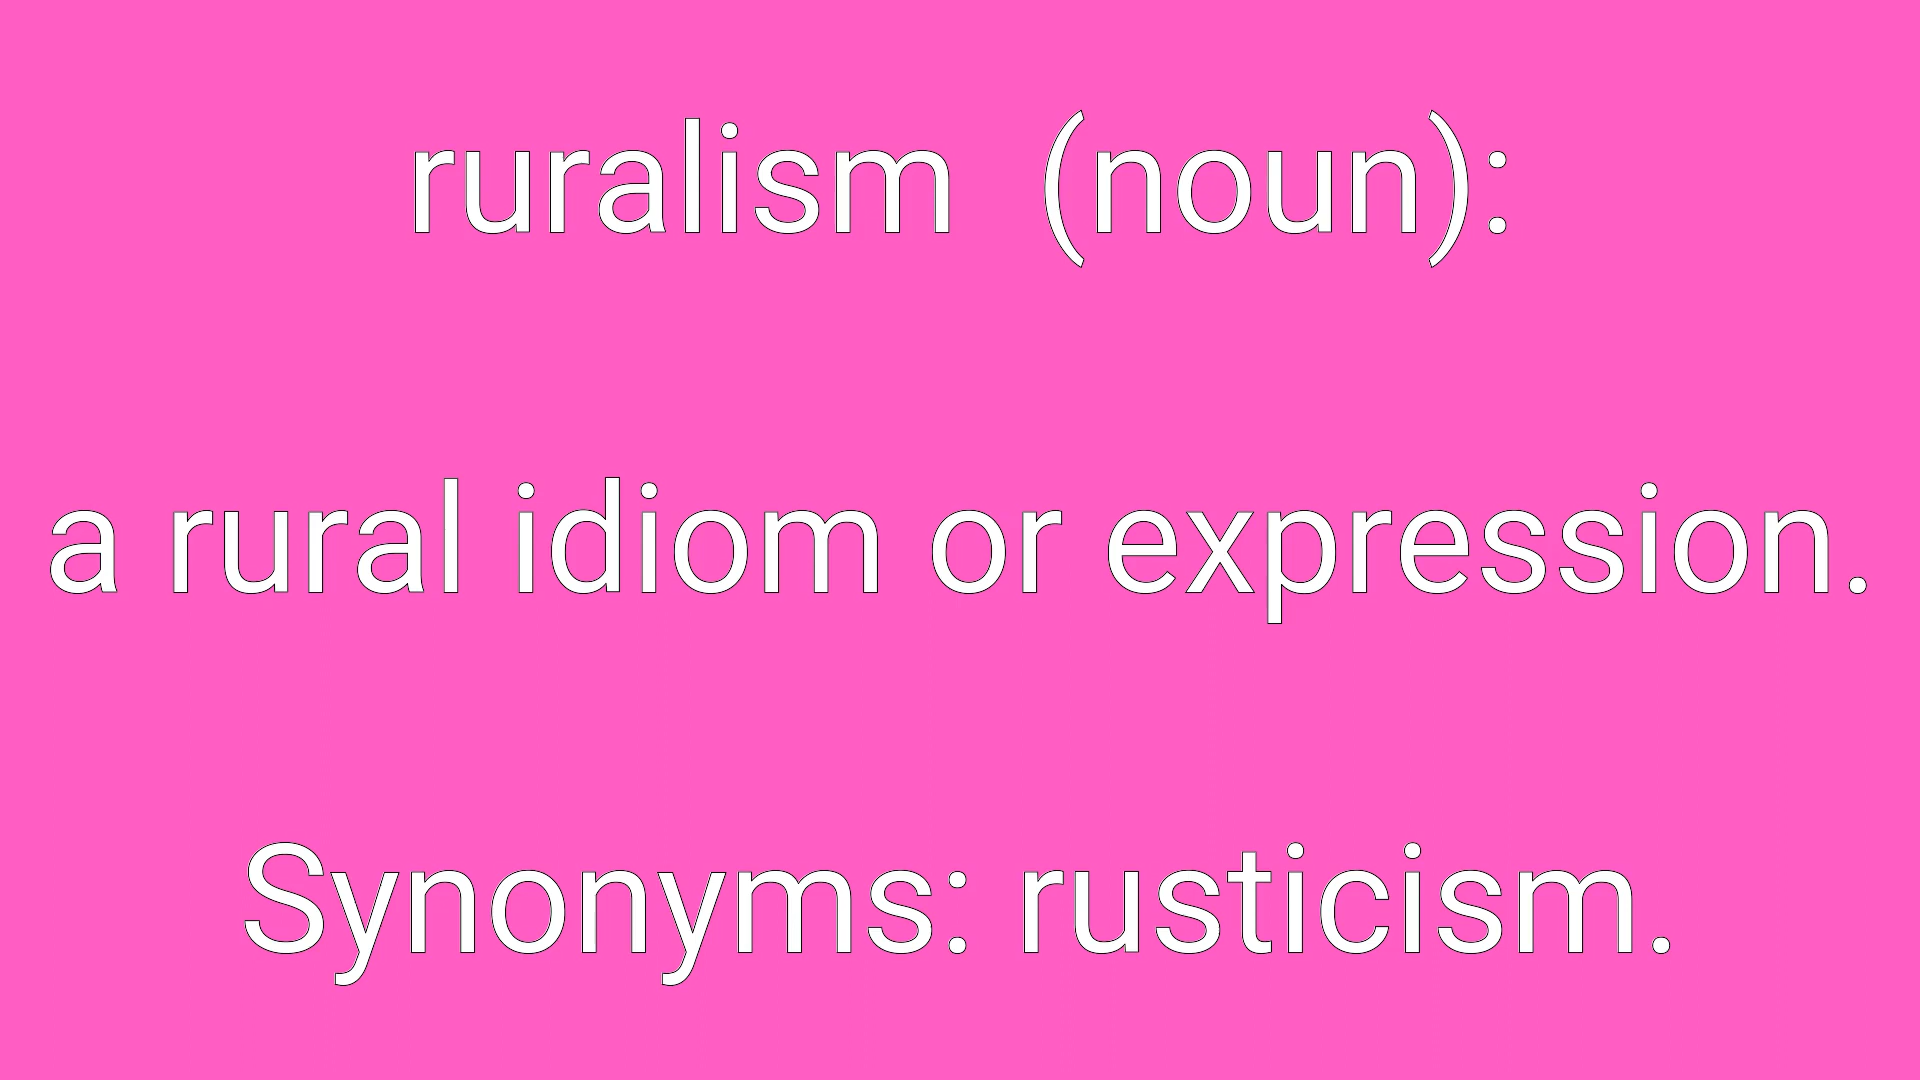 ruralism  (noun):
a rural idiom or expression.
Synonyms: rusticism.